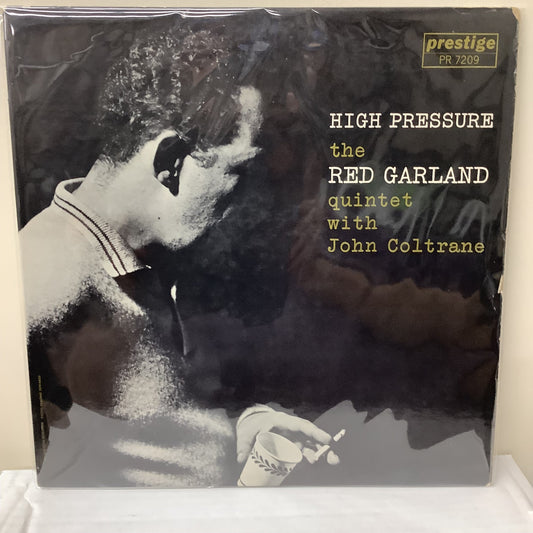 prestige
PR 7209
HIGH PRESSURE
the
RED GARLAND
quintet
with
John Coltrane